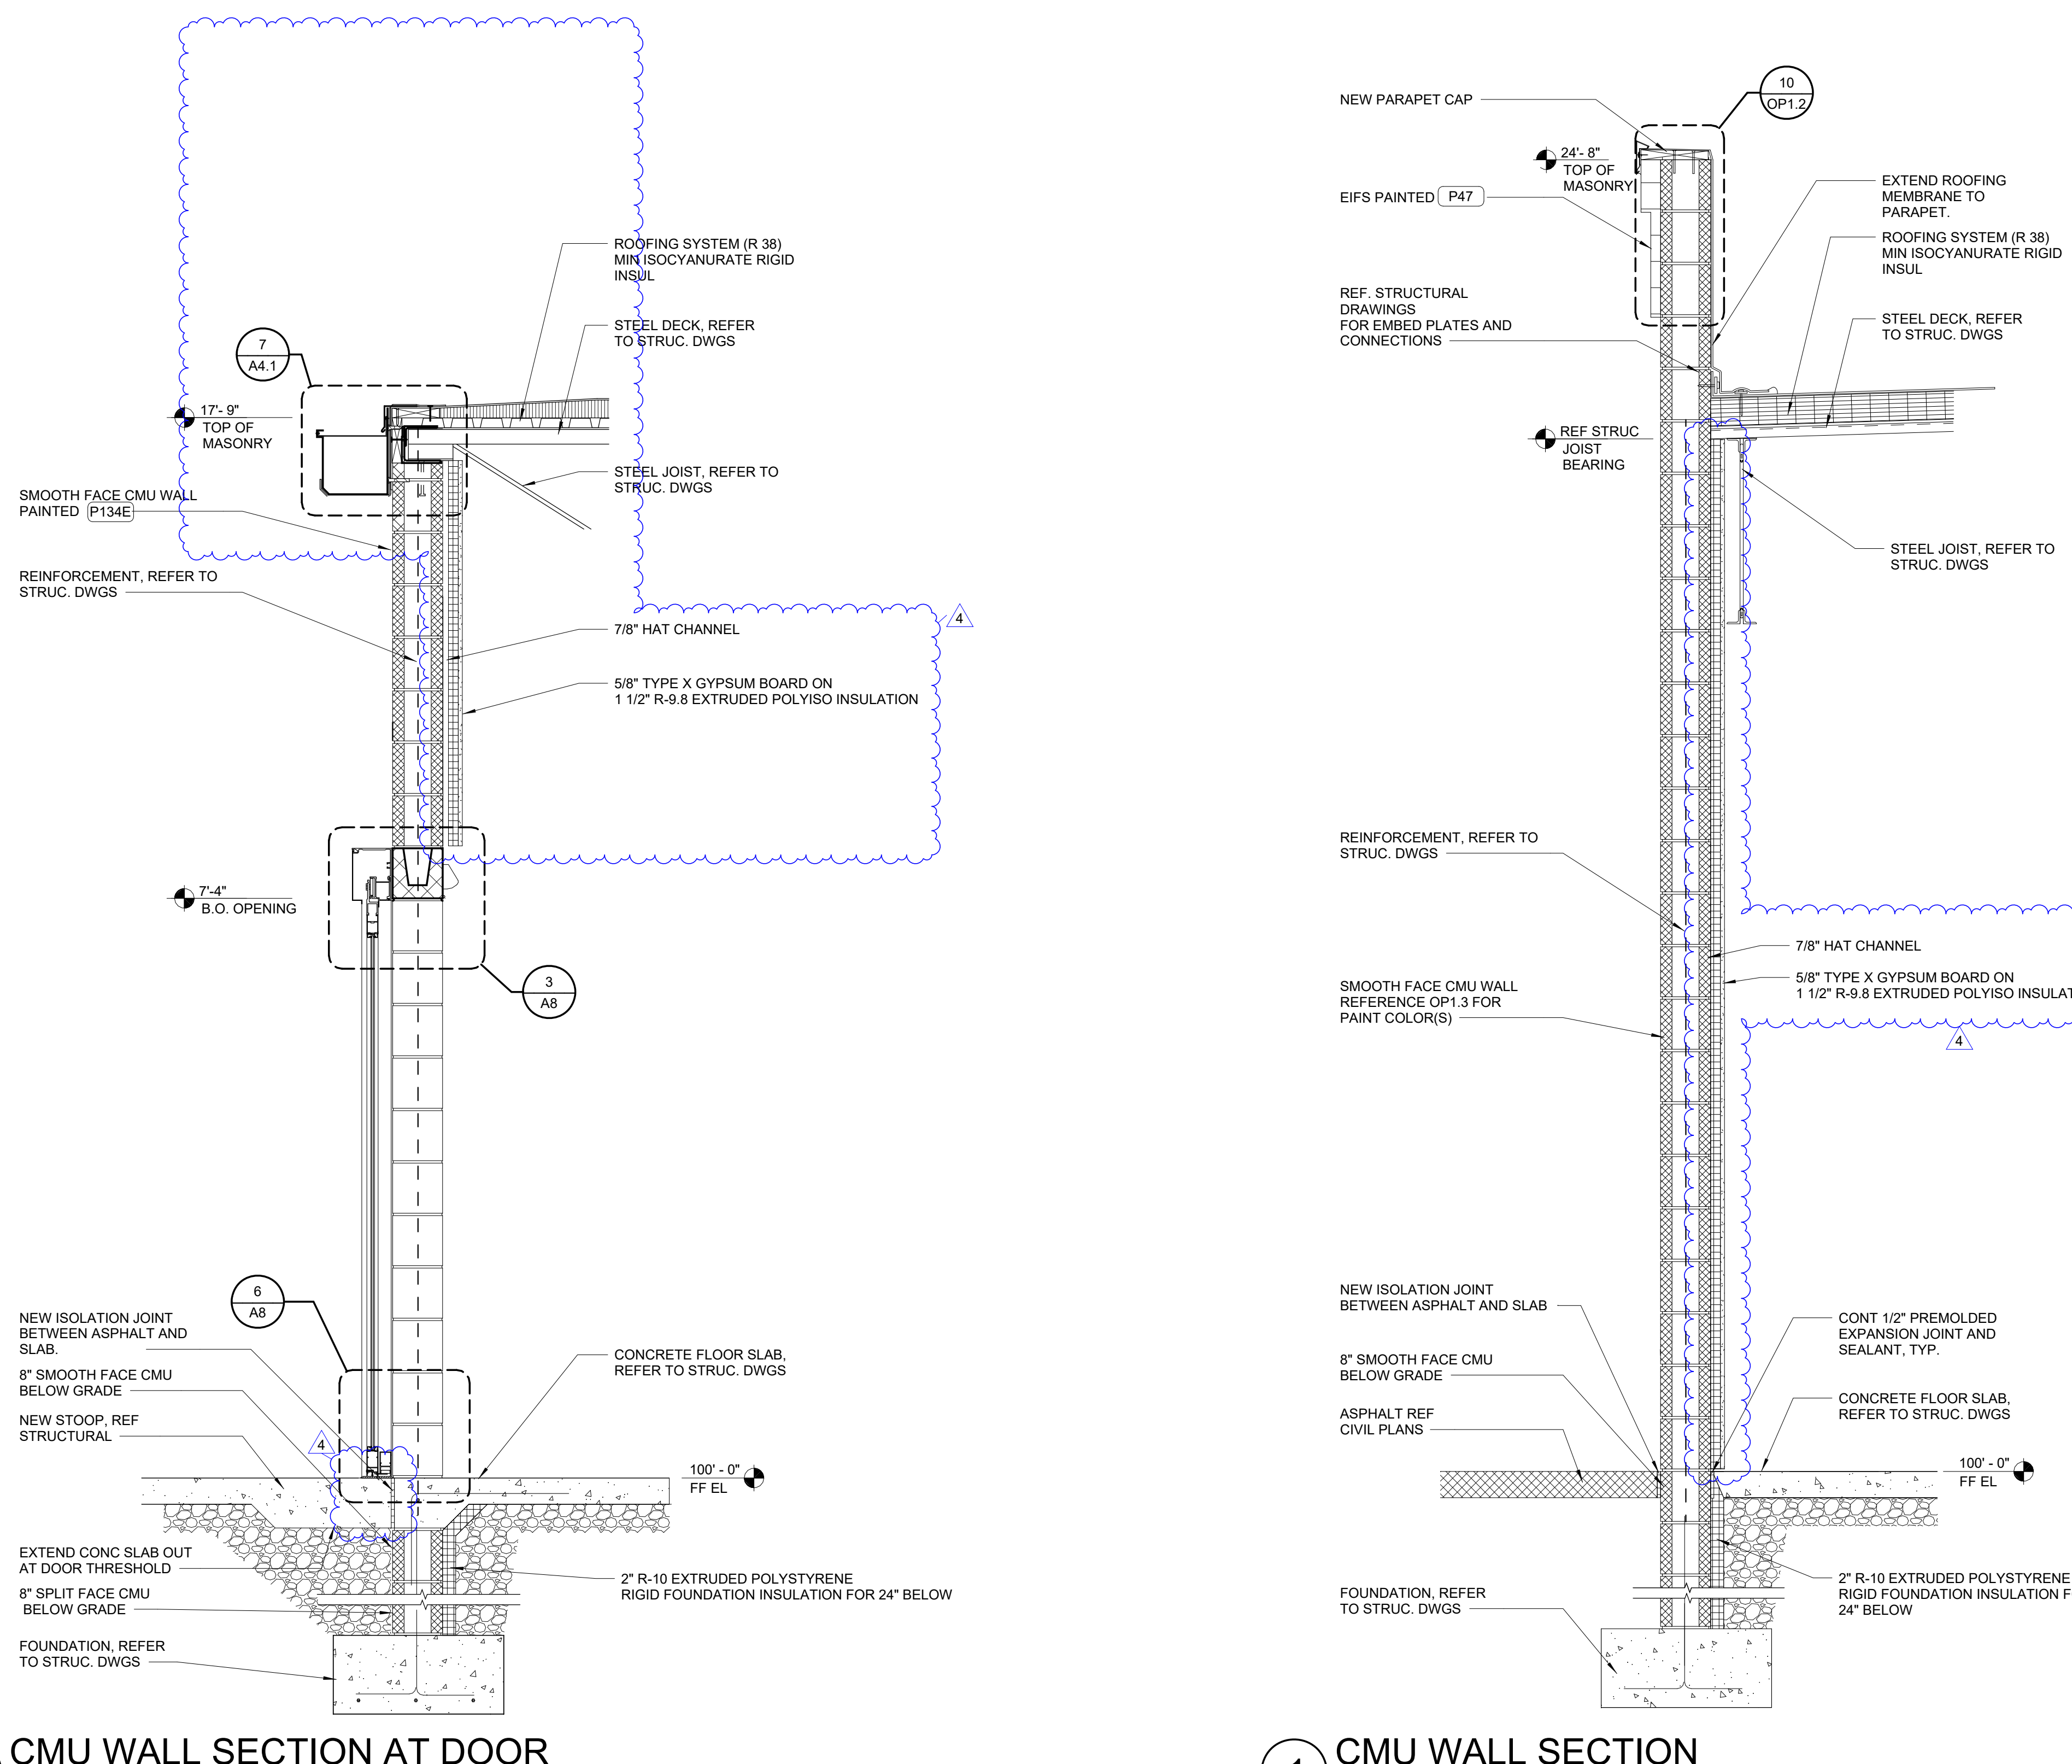 ROOFING SYSTEM (R 38)
MIN ISOCYANURATE RIGID
INSUL
STEEL DECK, REFER
TO STRUC. DWGS
7
A4.1
17'- 9"
TOP OF
MASONRY
STEEL JOIST, REFER TO
STRUC. DWGS
SMOOTH FACE CMU WALL
PAINTED P134E
REINFORCEMENT, REFER TO
STRUC. DWGS
4
7/8" HAT CHANNEL
5/8" TYPE X GYPSUM BOARD ON
1 1/2" R-9.8 EXTRUDED POLYISO INSULATION
7'-4"
B.O. OPENING
3
A8
6
A8
NEW ISOLATION JOINT
BETWEEN ASPHALT AND
SLAB.
8" SMOOTH FACE CMU
BELOW GRADE
NEW STOOP, REF
STRUCTURAL
4
CONCRETE FLOOR SLAB,
REFER TO STRUC. DWGS
100' - 0"
FF EL
EXTEND CONC SLAB OUT
AT DOOR THRESHOLD
8" SPLIT FACE CMU
BELOW GRADE
2" R-10 EXTRUDED POLYSTYRENE
RIGID FOUNDATION INSULATION FOR 24" BELOW
FOUNDATION, REFER
TO STRUC. DWGS
CMU WALL SECTION AT DOOR
10
OP1.2
NEW PARAPET CAP
24'- 8"
TOP OF
MASONRY
EIFS PAINTED P47
EXTEND ROOFING
MEMBRANE TO
PARAPET.
ROOFING SYSTEM (R 38)
MIN ISOCYANURATE RIGID
INSUL
REF. STRUCTURAL
DRAWINGS
FOR EMBED PLATES AND
CONNECTIONS
STEEL DECK, REFER
TO STRUC. DWGS
REF STRUC
JOIST
BEARING
STEEL JOIST, REFER TO
STRUC. DWGS
REINFORCEMENT, REFER TO
STRUC. DWGS
7/8" HAT CHANNEL
5/8" TYPE X GYPSUM BOARD ON
1 1/2" R-9.8 EXTRUDED POLYISO INSULAT
SMOOTH FACE CMU WALL
REFERENCE OP1.3 FOR
PAINT COLOR(S)
4
NEW ISOLATION JOINT
BETWEEN ASPHALT AND SLAB
CONT 1/2" PREMOLDED
EXPANSION JOINT AND
SEALANT, TYP.
8" SMOOTH FACE CMU
BELOW GRADE
CONCRETE FLOOR SLAB,
REFER TO STRUC. DWGS
ASPHALT REF
CIVIL PLANS
100' - 0"
FF EL
2" R-10 EXTRUDED POLYSTYRENE
RIGID FOUNDATION INSULATION F
24" BELOW
FOUNDATION, REFER
TO STRUC. DWGS
CMU WALL SECTION